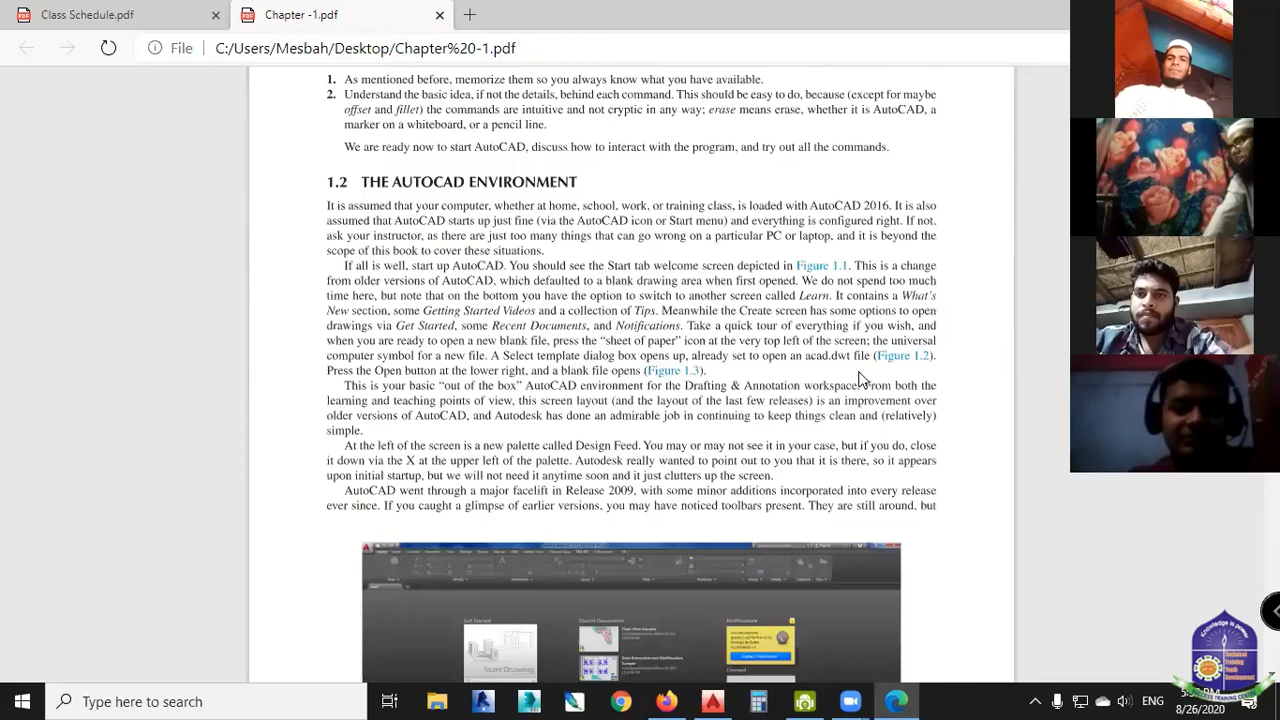 Class Schedule.pdf
Chapter -1.pdf
File
C:/Users/Mesbah/Desktop/Chapter%20-1.pdf
1. As mentioned before, memorize them so you always know what you have available.
2. Understand the basic idea, if not the details, behind each command. This should be easy to do, because (except for maybe
offset and fillet) the commands are intuitive and not cryptic in any way; erase means erase, whether it is AutoCAD, a
marker on a whiteboard, or a pencil line.
We are ready now to start AutoCAD, discuss how to interact with the program, and try out all the commands.
1.2 THE AUTOCAD ENVIRONMENT
It is assumed that your computer, whether at home, school, work, or training class, is loaded with AutoCAD 2016. It is also
assumed that AutoCAD starts up just fine (via the AutoCAD icon or Start menu) and everything is configured right. If not,
ask your instructor, as there are just too many things that can go wrong on a particular PC or laptop, and it is beyond the
scope of this book to cover these situations.
If all is well, start up AutoCAD. You should see the Start tab welcome screen depicted in Figure 1.1. This is a change
from older versions of AutoCAD, which defaulted to a blank drawing area when first opened. We do not spend too much
time here, but note that on the bottom you have the option to switch to another screen called Learn. It contains a What's
New section, some Getting Started Videos and a collection of Tips. Meanwhile the Create screen has some options to open
drawings via Get Started, some Recent Documents, and Notifications. Take a quick tour of everything if you wish, and
when you are ready to open a new blank file, press the “sheet of paper” icon at the very top left of the screen; the universal
computer symbol for a new file. A Select template dialog box opens up, already set to open an acad.dwt file (Figure 1.2).
Press the Open button at the lower right, and a blank file opens (Figure 1.3).
This is your basic “out of the box” AutoCAD environment for the Drafting & Annotation workspace. From both the
learning and teaching points of view, this screen layout (and the layout of the last few releases) is an improvement over
older versions of AutoCAD, and Autodesk has done an admirable job in continuing to keep things clean and (relatively)
simple.
At the left of the screen is a new palette called Design Feed. You may or may not see it in your case, but if you do, close
it down via the X at the upper left of the palette. Autodesk really wanted to point out to you that it is there, so it appears
upon initial startup, but we will not need it anytime soon and it just clutters up the screen.
AutoCAD went through a major facelift in Release 2009, with some minor additions incorporated into every release
ever since. If you caught a glimpse of earlier versions, you may have noticed toolbars present. They are still around, but
Get Started
Recent Documents
Notifications
Start Drawing
Connect
Knowledge is power
Technical
Training
Youth
Development
Type here to search
ENG
8/26/2020